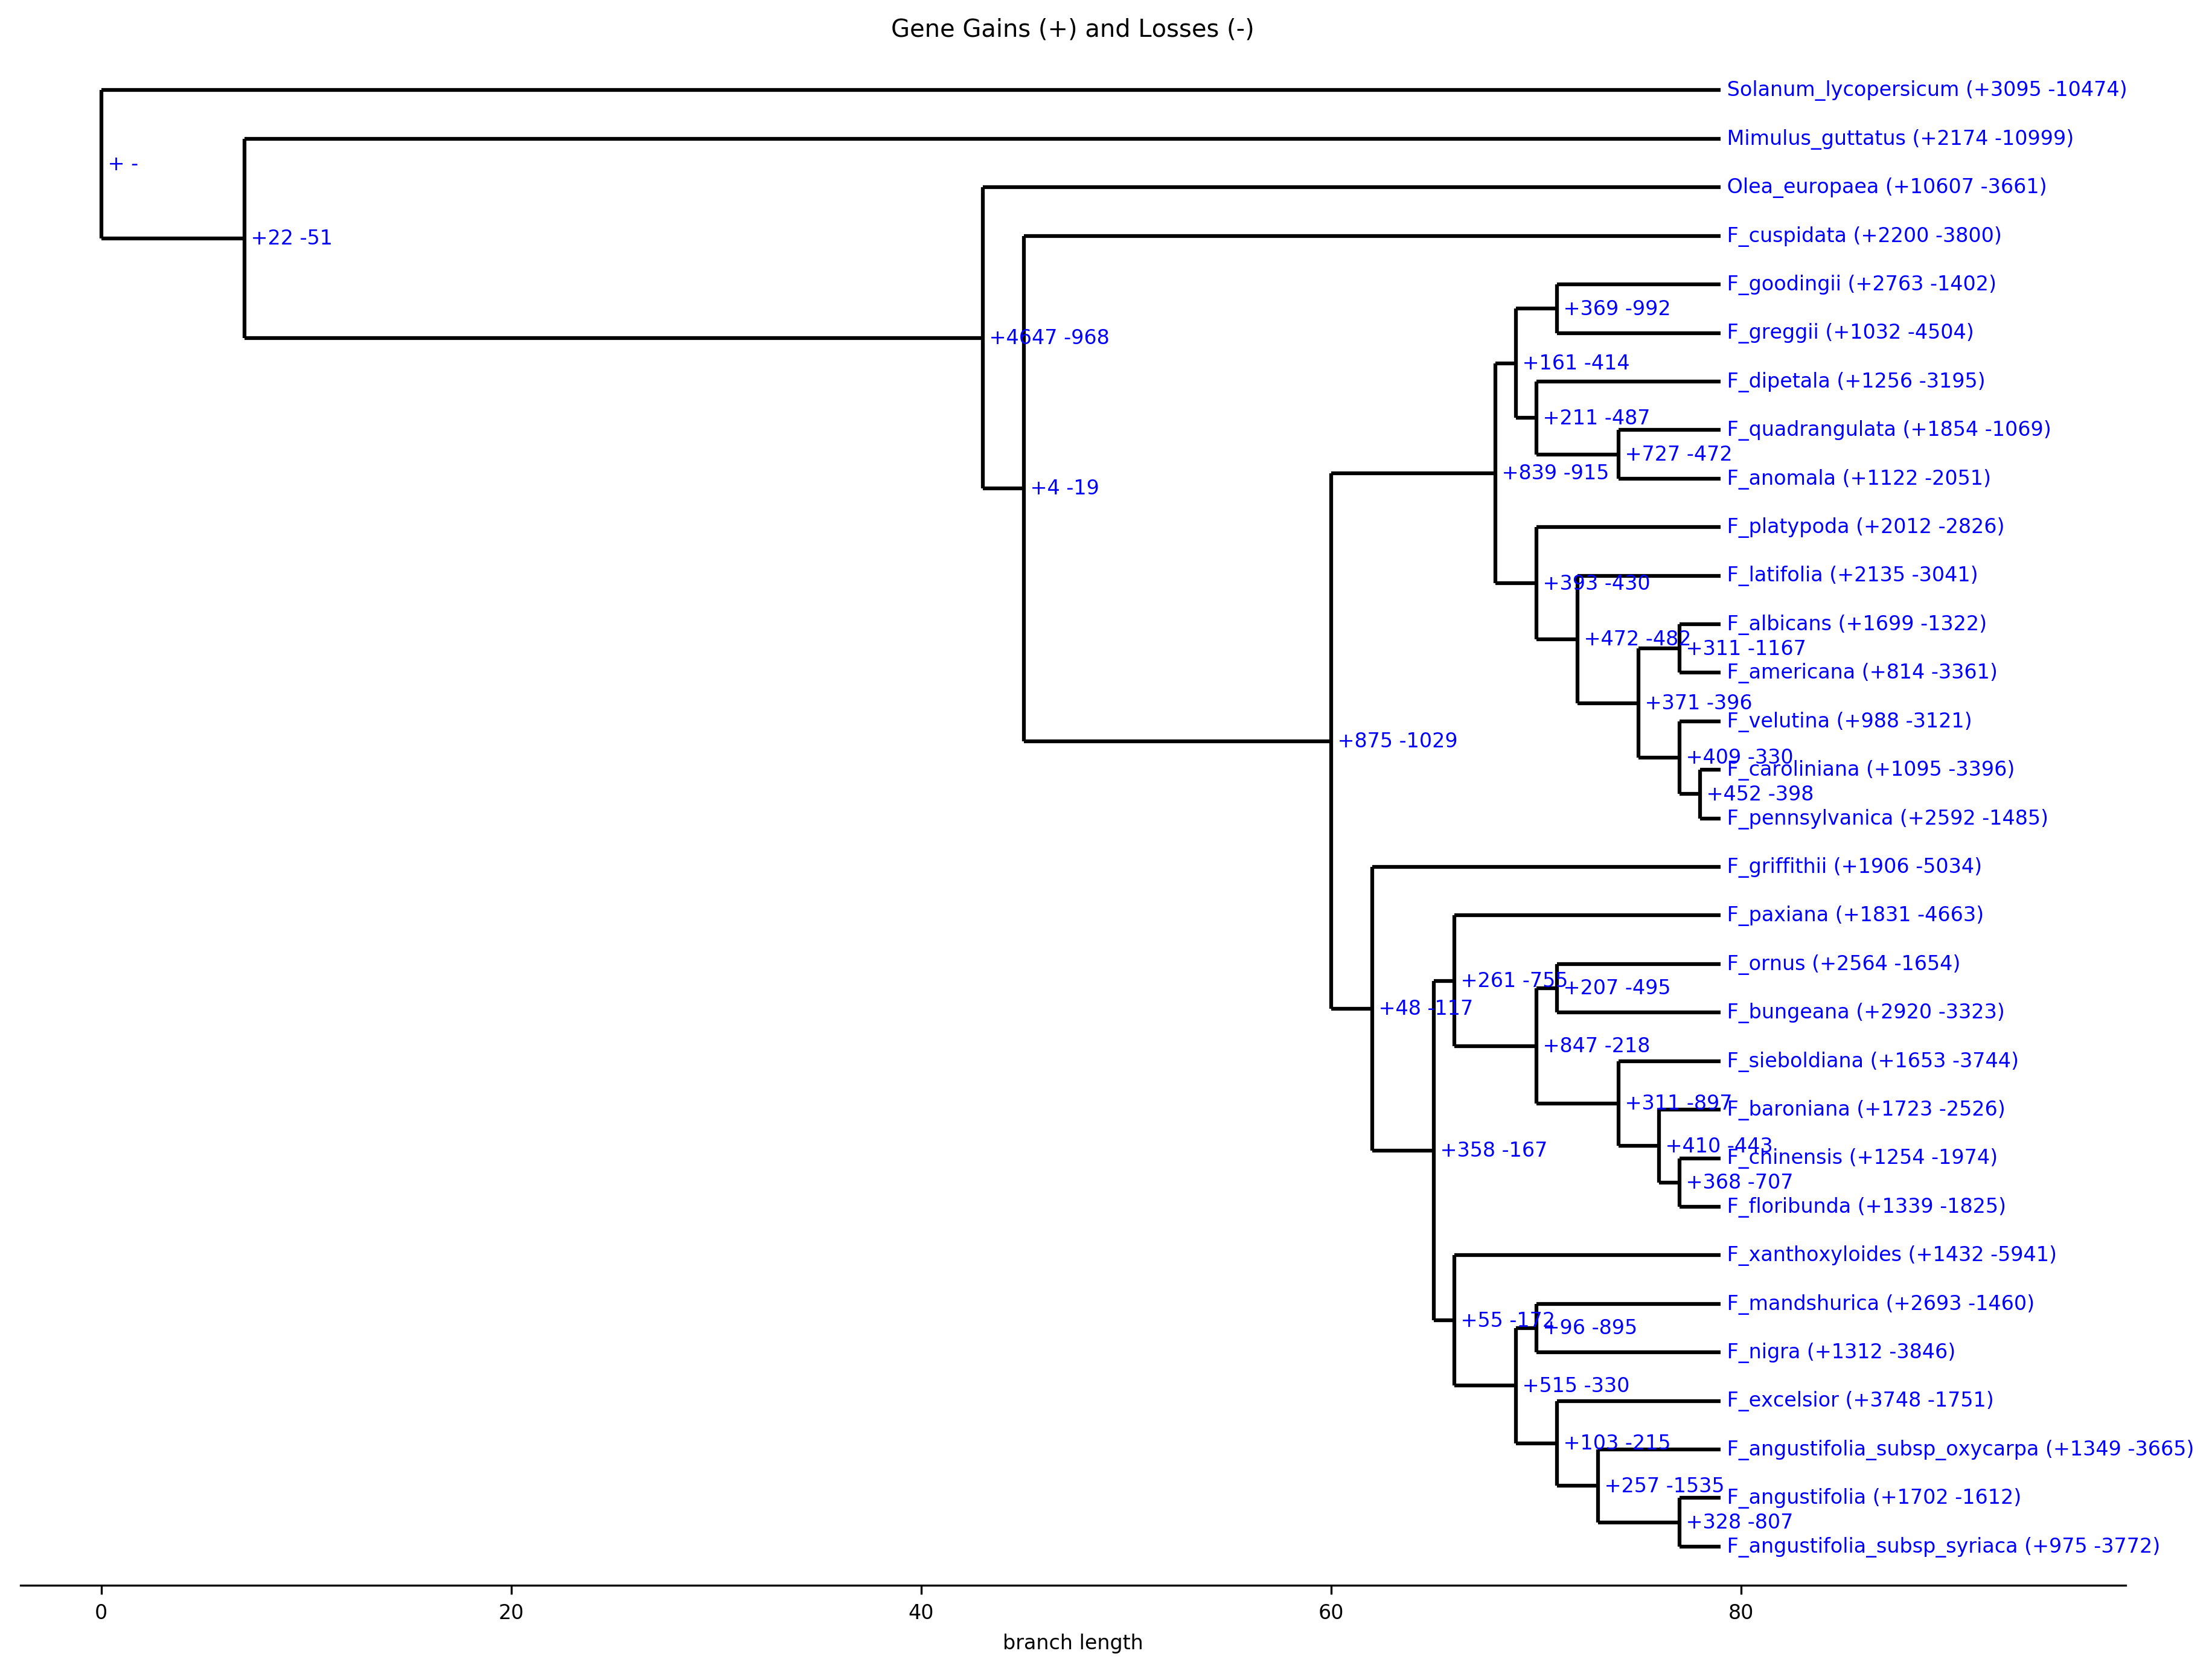 Gene Gains (+) and Losses (-)
Solanum_lycopersicum (+3095 -10474)
Mimulus_guttatus (+2174 -10999)
+ -
Olea_europaea (+10607 -3661)
F_cuspidata (+2200 -3800)
+22 -51
F_goodingii (+2763 -1402)
+369 -992
F_greggii (+1032 -4504)
+4647 -968
+161 -414
F_dipetala (+1256 -3195)
+211 -487
F_quadrangulata (+1854 -1069)
+727 -472
+839 -915
F_anomala (+1122 -2051)
+4 -19
F_platypoda (+2012 -2826)
F_latifolia (+2135 -3041)
+393 -430
F_albicans (+1699 -1322)
+472 -482
+311 -1167
F_americana (+814 -3361)
+371 -396
F_velutina (+988 -3121)
+875 -1029
+409 -330
F_caroliniana (+1095 -3396)
+452 -398
F_pennsylvanica (+2592 -1485)
F_griffithii (+1906 -5034)
F_paxiana (+1831 -4663)
F_ornus (+2564 -1654)
+261 -755
+207 -495
+48 -117
F_bungeana (+2920 -3323)
+847 -218
F_sieboldiana (+1653 -3744)
+311 -897
F_baroniana (+1723 -2526)
+410 -443
+358 -167
F_chinensis (+1254 -1974)
+368 -707
F_floribunda (+1339 -1825)
F_xanthoxyloides (+1432 -5941)
F_mandshurica (+2693 -1460)
+55 -172
+96 -895
F_nigra (+1312 -3846)
+515 -330
F_excelsior (+3748 -1751)
+103 -215
F_angustifolia_subsp_oxycarpa (+1349 -3665)
+257 -1535
F_angustifolia (+1702 -1612)
+328 -807
F_angustifolia_subsp_syriaca (+975 -3772)
0 20 40 60 80
branch length